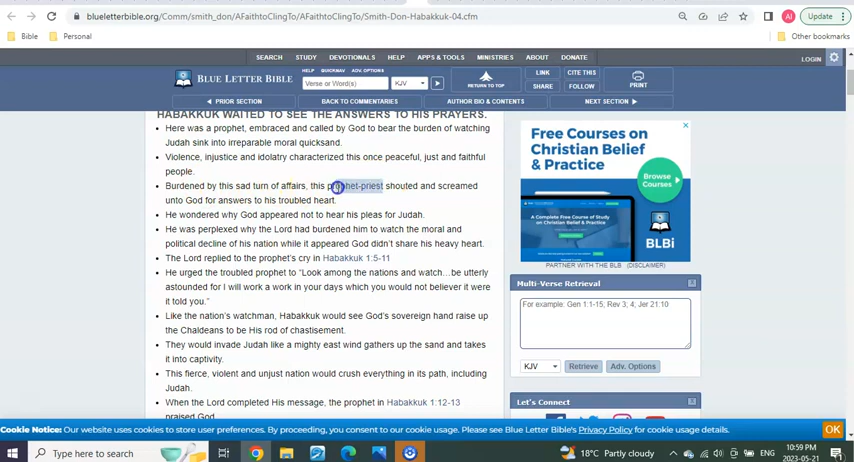 blueletterbible.org/Comm/smith_don/AFaithtoClingTo/AFaithtoClingTo/Smith-Don-Habakkuk-04.cfm
AI
Update
Bible
Personal
Other bookmarks
SEARCH STUDY DEVOTIONALS HELP APPS & TOOLS MINISTRIES ABOUT DONATE
LOGIN
BLUE LETTER BIBLE
HELP QUICKNAV ADV. OPTIONS
Verse or Word(s)
KJV
RETURN TO TOP
LINK
CITE THIS
SHARE
FOLLOW
PRINT
PRIOR SECTION
BACK TO COMMENTARIES
AUTHOR BIO & CONTENTS
NEXT SECTION
HABAKKUK WAITED TO SEE THE ANSWERS TO HIS PRAYERS.
• Here was a prophet, embraced and called by God to bear the burden of watching
Judah sink into irreparable moral quicksand.
• Violence, injustice and idolatry characterized this once peaceful, just and faithful
people.
• Burdened by this sad turn of affairs, this prophet-priest shouted and screamed
unto God for answers to his troubled heart.
• He wondered why God appeared not to hear his pleas for Judah.
• He was perplexed why the Lord had burdened him to watch the moral and
political decline of his nation while it appeared God didn't share his heavy heart.
• The Lord replied to the prophet's cry in Habakkuk 1:5-11
• He urged the troubled prophet to "Look among the nations and watch…be utterly
astounded for I will work a work in your days which you would not believe it were
it told you."
• Like the nation's watchman, Habakkuk would see God's sovereign hand raise up
the Chaldeans to be His rod of chastisement.
• They would invade Judah like a mighty east wind gathers up the sand and takes
it into captivity.
• This fierce, violent and unjust nation would crush everything in its path, including
Judah.
• When the Lord completed His message, the prophet in Habakkuk 1:12-13
praised God
Free Courses on
Christian Belief
& Practice
Browse
Courses
A Complete Course of Study on
BLBi
PARTNER WITH THE BLB (DISCLAIMER)
Multi-Verse Retrieval
For example: Gen 1:1-15, Rev 3; 4, Jer 21:10
KJV
Retrieve
Adv. Options
Let's Connect
Cookie Notice: Our website uses cookies to store user preferences. By proceeding, you consent to our cookie usage. Please see Blue Letter Bible's Privacy Policy for cookie usage details.
OK
Type here to search
18°C Partly cloudy
ENG
10:59 PM
2023-05-21